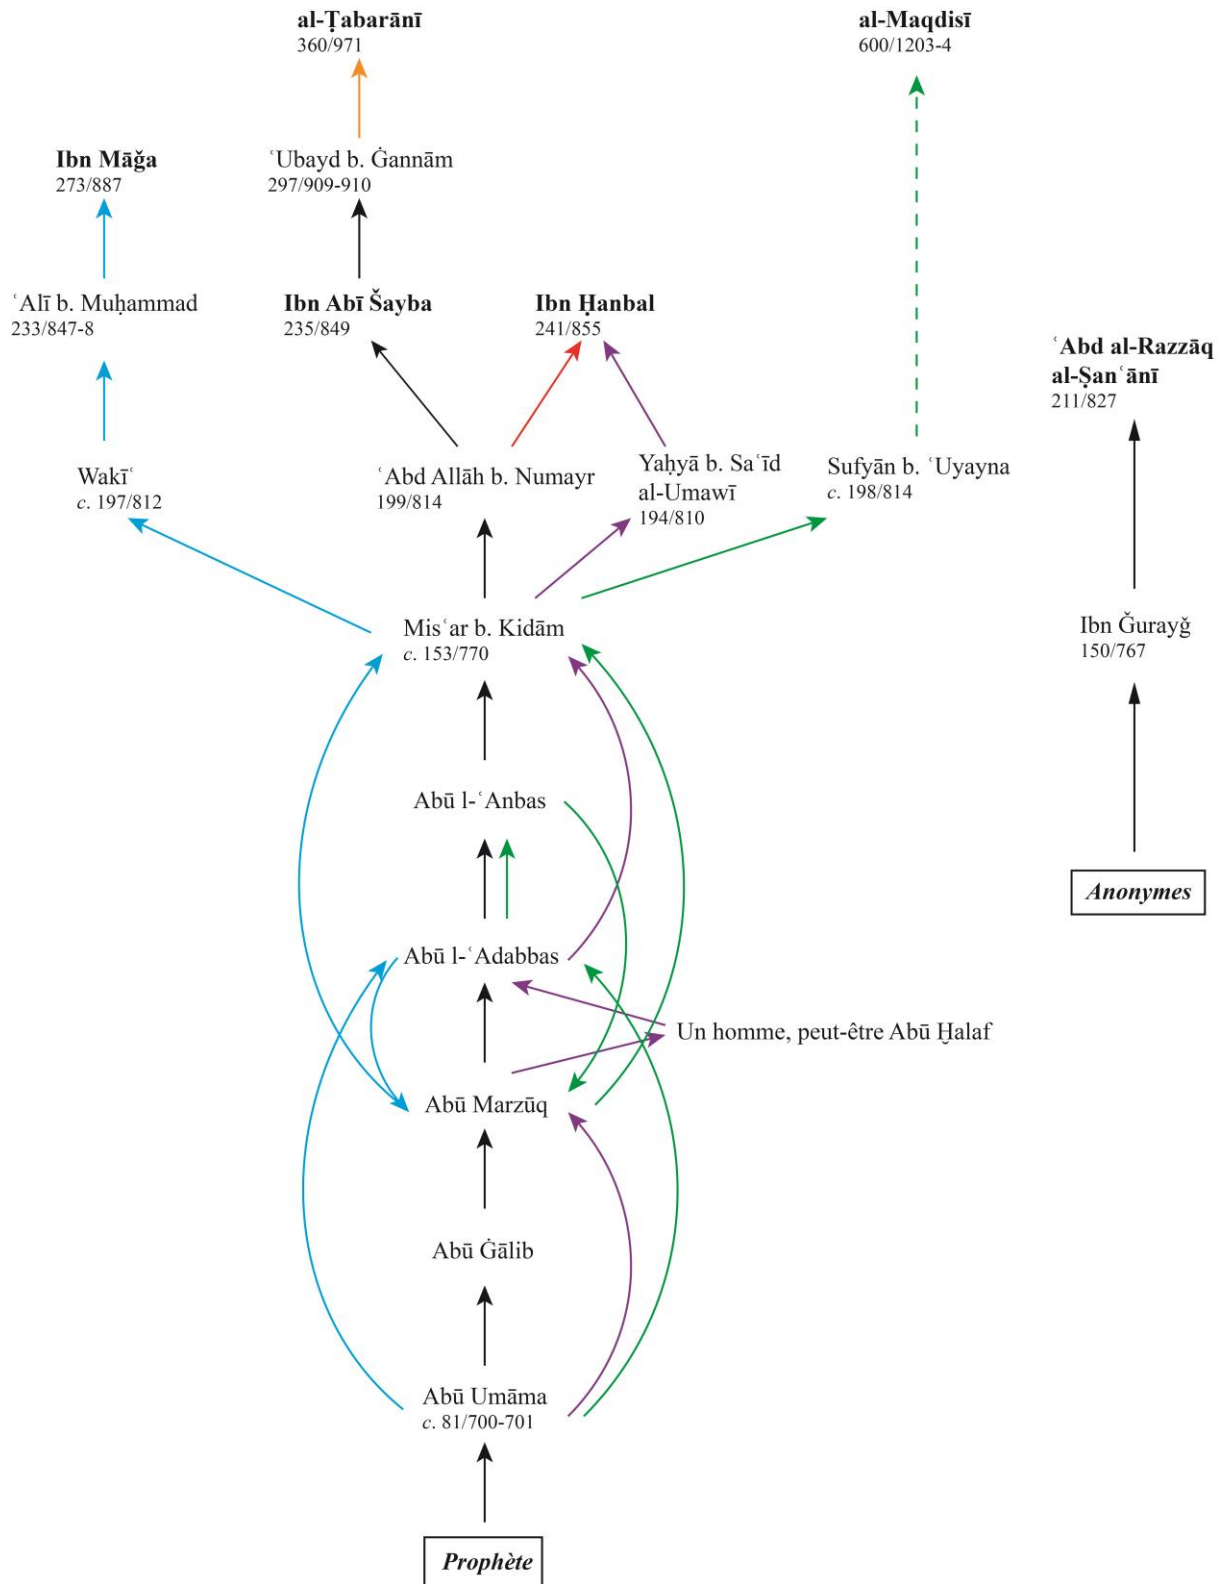 al-Ṭabarānī
360/971
al-Maqdisī
600/1203-4
Ibn Māǧa
273/887
ʿUbayd b. Ġannām
297/909-910
ʿAlī b. Muḥammad
233/847-8
Ibn Abī Šayba
235/849
Ibn Ḥanbal
241/855
ʿAbd al-Razzāq
al-Ṣanʿānī
211/827
Wakīʿ
c. 197/812
ʿAbd Allāh b. Numayr
199/814
Yaḥyā b. Saʿīd
al-Umawī
194/810
Sufyān b. ʿUyayna
c. 198/814
Misʿar b. Kidām
c. 153/770
Ibn Ǧurayǧ
150/767
Abū l-ʿAnbas
Anonymes
Abū l-ʿAdabbas
Un homme, peut-être Abū Ḫalaf
Abū Marzūq
Abū Ġālib
Abū Umāma
c. 81/700-701
Prophète